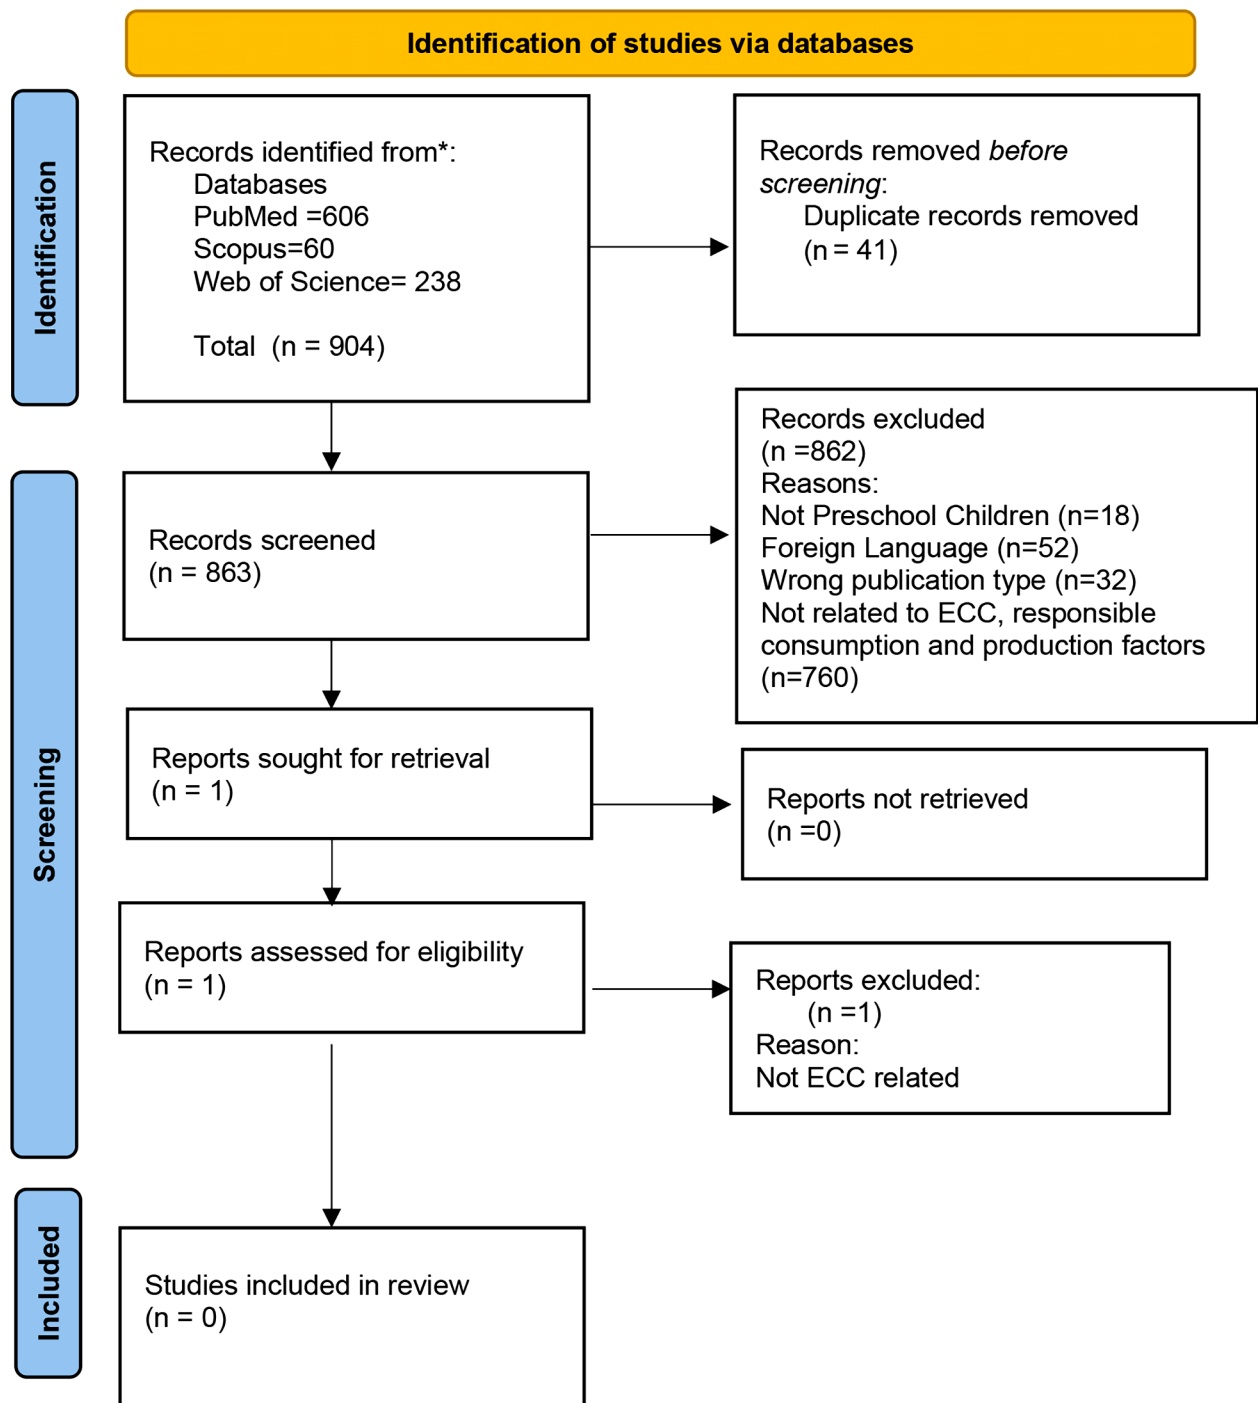 Identification of studies via databases
Identification
Records identified from*:
Databases
PubMed =606
Scopus=60
Web of Science= 238
Total  (n = 904)
Records removed before
screening:
Duplicate records removed
(n = 41)
Screening
Records screened
(n = 863)
Records excluded
(n =862)
Reasons:
Not Preschool Children (n=18)
Foreign Language (n=52)
Wrong publication type (n=32)
Not related to ECC, responsible
consumption and production factors
(n=760)
Reports sought for retrieval
(n = 1)
Reports not retrieved
(n =0)
Reports assessed for eligibility
(n = 1)
Reports excluded:
(n =1)
Reason:
Not ECC related
Included
Studies included in review
(n = 0)